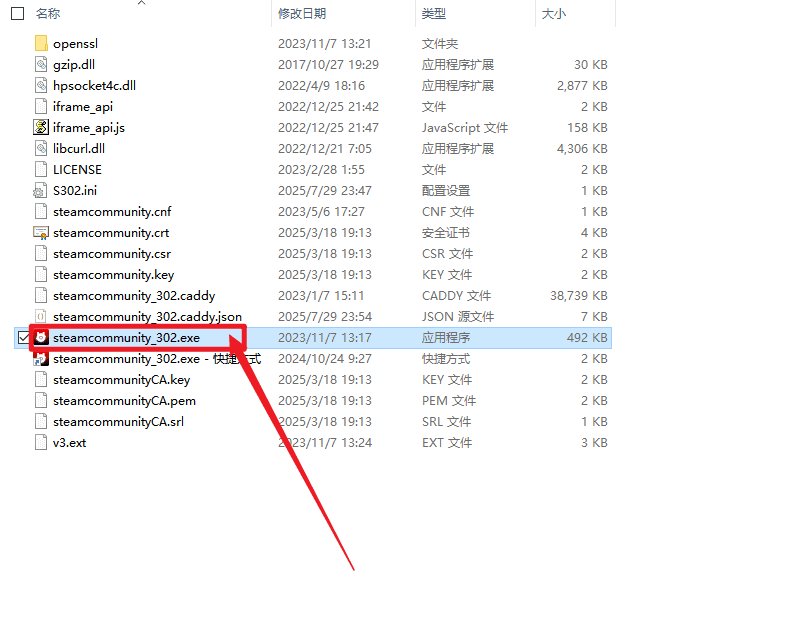 名称 修改日期 类型 大小
openssl 2023/11/7 13:21 文件夹
gzip.dll 2017/10/27 19:29 应用程序扩展 30 KB
hpsocket4c.dll 2022/4/9 18:16 应用程序扩展 2,877 KB
iframe_api 2022/12/25 21:42 文件 2 KB
iframe_api.js 2022/12/25 21:47 JavaScript 文件 158 KB
libcurl.dll 2022/12/21 7:05 应用程序扩展 4,306 KB
LICENSE 2023/2/28 1:55 文件 2 KB
S302.ini 2025/7/29 23:47 配置设置 1 KB
steamcommunity.cnf 2023/5/6 17:27 CNF 文件 1 KB
steamcommunity.crt 2025/3/18 19:13 安全证书 4 KB
steamcommunity.csr 2025/3/18 19:13 CSR 文件 2 KB
steamcommunity.key 2025/3/18 19:13 KEY 文件 2 KB
steamcommunity_302.caddy 2023/1/7 15:11 CADDY 文件 38,739 KB
steamcommunity_302.caddy.json 2025/7/29 23:54 JSON 源文件 7 KB
steamcommunity_302.exe 2023/11/7 13:17 应用程序 492 KB
steamcommunity_302.exe - 快捷方式 2024/10/24 9:27 快捷方式 2 KB
steamcommunityCA.key 2025/3/18 19:13 KEY 文件 2 KB
steamcommunityCA.pem 2025/3/18 19:13 PEM 文件 2 KB
steamcommunityCA.srl 2025/3/18 19:13 SRL 文件 1 KB
v3.ext 2023/11/7 13:24 EXT 文件 3 KB